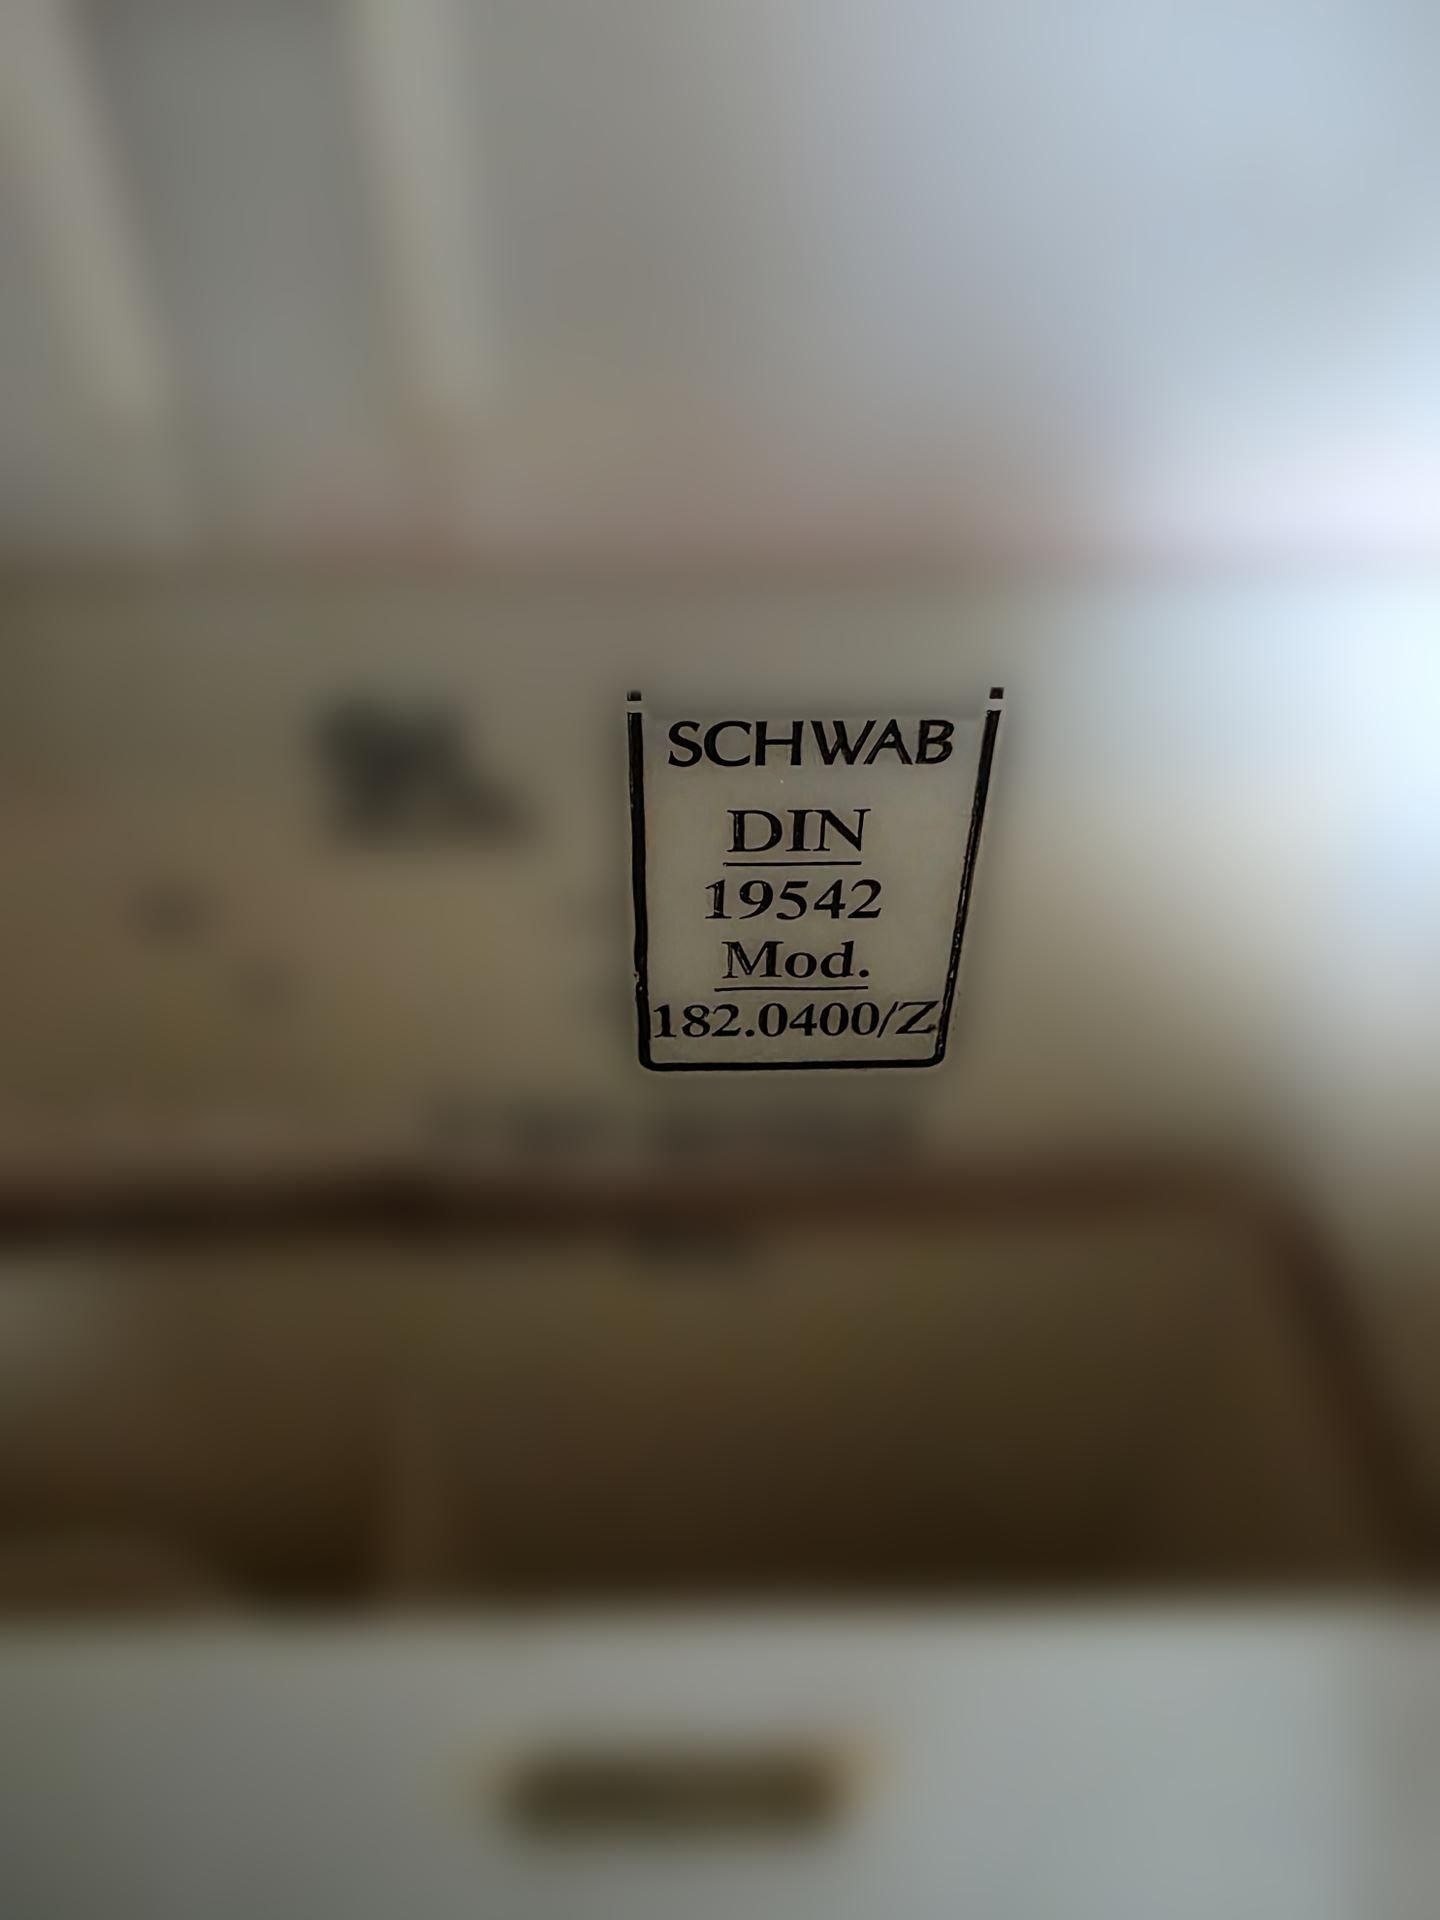 SCHWAB
DIN
19542
Mod.
182.0400/Z